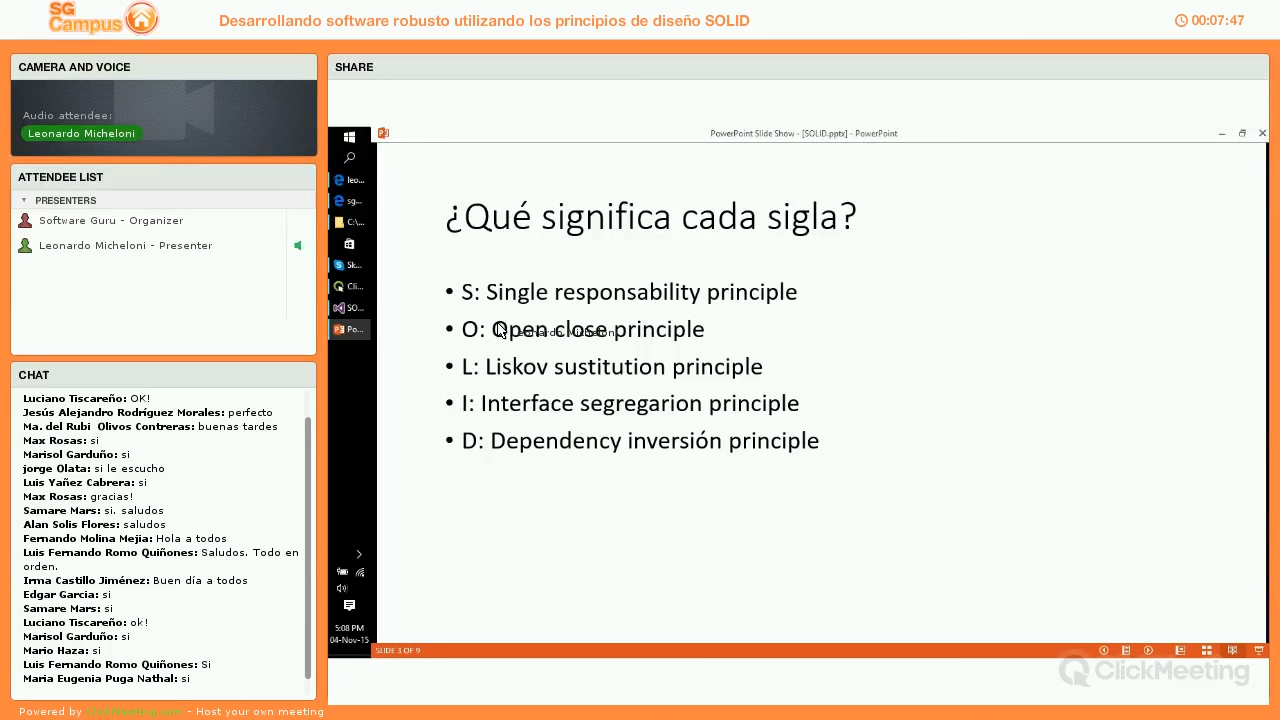 SG
Campus
Desarrollando software robusto utilizando los principios de diseño SOLID
00:07:47
CAMERA AND VOICE
Audio attendee:
Leonardo Micheloni
ATTENDEE LIST
PRESENTERS
Software Guru - Organizer
Leonardo Micheloni - Presenter
CHAT
Luciano Tiscareño: OK!
Jesús Alejandro Rodríguez Morales: perfecto
Ma. del Rubi Olivos Contreras: buenas tardes
Max Rosas: si
Marisol Garduño: si
jorge Olata: si le escucho
Luis Yañez Cabrera: si
Max Rosas: gracias!
Samare Mars: si. saludos
Alan Solis Flores: saludos
Fernando Molina Mejia: Hola a todos
Luis Fernando Romo Quiñones: Saludos. Todo en
orden.
Irma Castillo Jiménez: Buen día a todos
Edgar Garcia: si
Samare Mars: si
Luciano Tiscareño: ok!
Marisol Garduño: si
Mario Haza: si
Luis Fernando Romo Quiñones: Si
Maria Eugenia Puga Nathal: si
Powered by ClickMeeting.com - Host your own meeting
SHARE
PowerPoint Slide Show - [SOLID.pptx] - PowerPoint
leo...
sg...
C:\...
Sk...
Cli...
SO...
Po...
5:08 PM
04-Nov-15
¿Qué significa cada sigla?
• S: Single responsability principle
• O: Open close principle
Leonardo Micheloni
• L: Liskov sustitution principle
• I: Interface segregarion principle
• D: Dependency inversión principle
SLIDE 3 OF 9
ClickMeeting